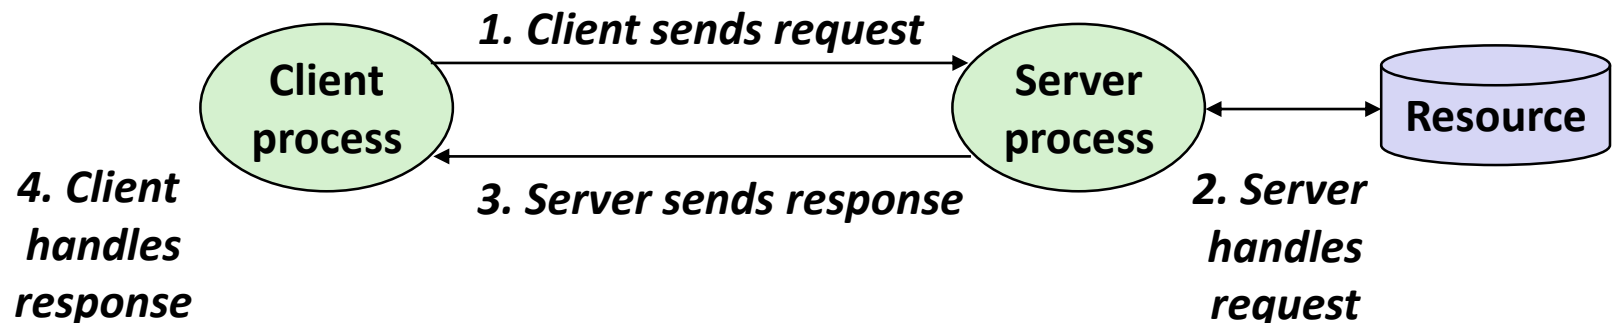 1. Client sends request
Client
process
Server
process
Resource
3. Server sends response
4. Client
handles
response
2. Server
handles
request